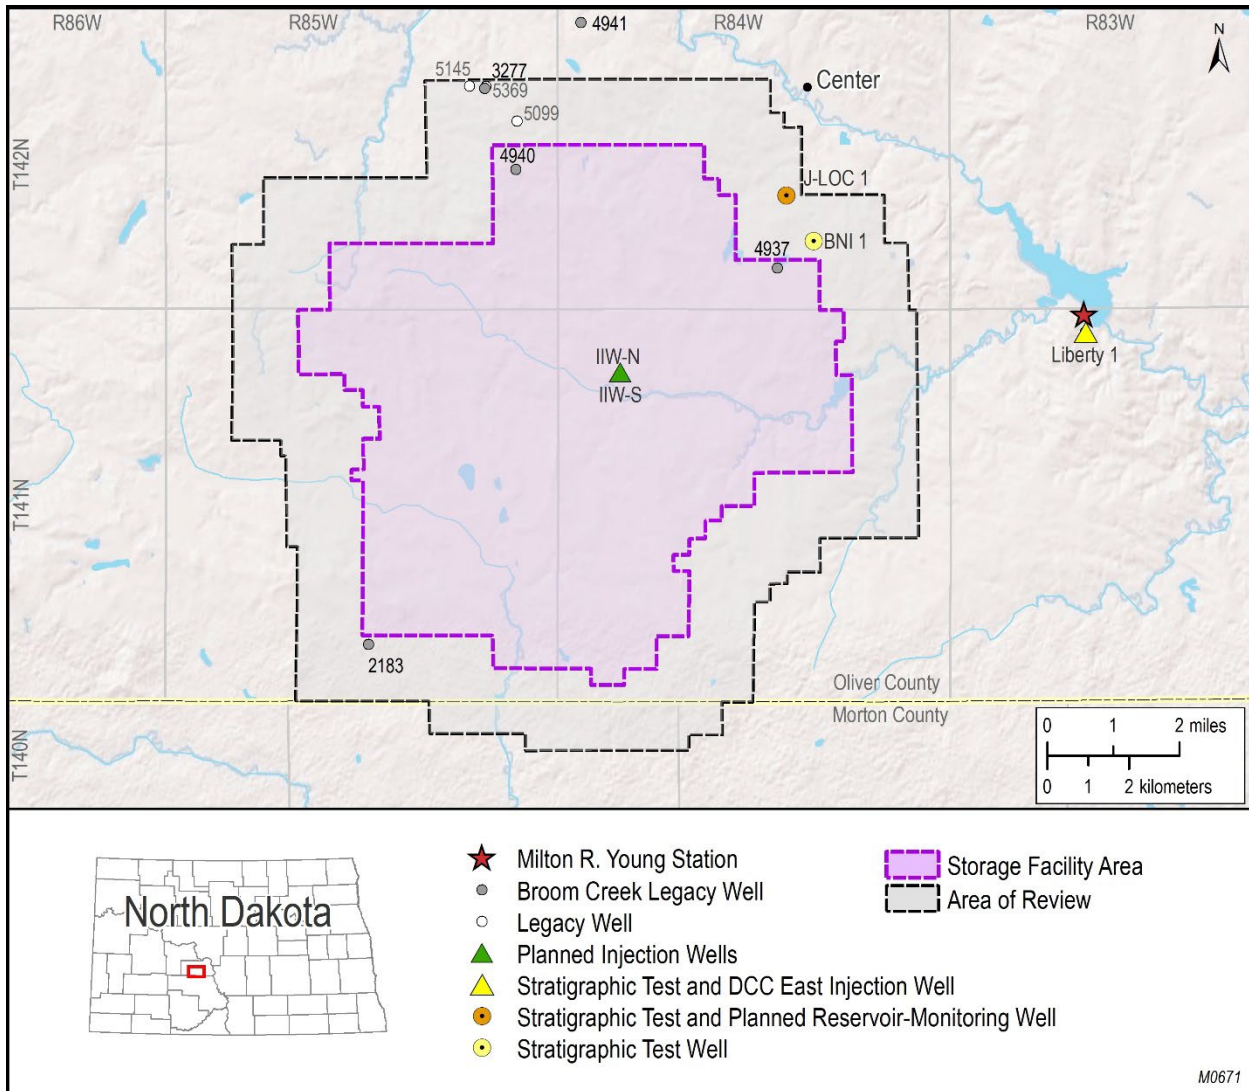 R86W
R85W
4941
R84W
R83W
N
5145
3277
5369
Center
5099
T142N
4940
J-LOC 1
BNI 1
4937
Liberty 1
IIW-N
IIW-S
T141N
2183
Oliver County
Morton County
T140N
0 1 2 miles
0 1 2 kilometers
North Dakota
Milton R. Young Station
Broom Creek Legacy Well
Legacy Well
Planned Injection Wells
Stratigraphic Test and DCC East Injection Well
Stratigraphic Test and Planned Reservoir-Monitoring Well
Stratigraphic Test Well
Storage Facility Area
Area of Review
M0671